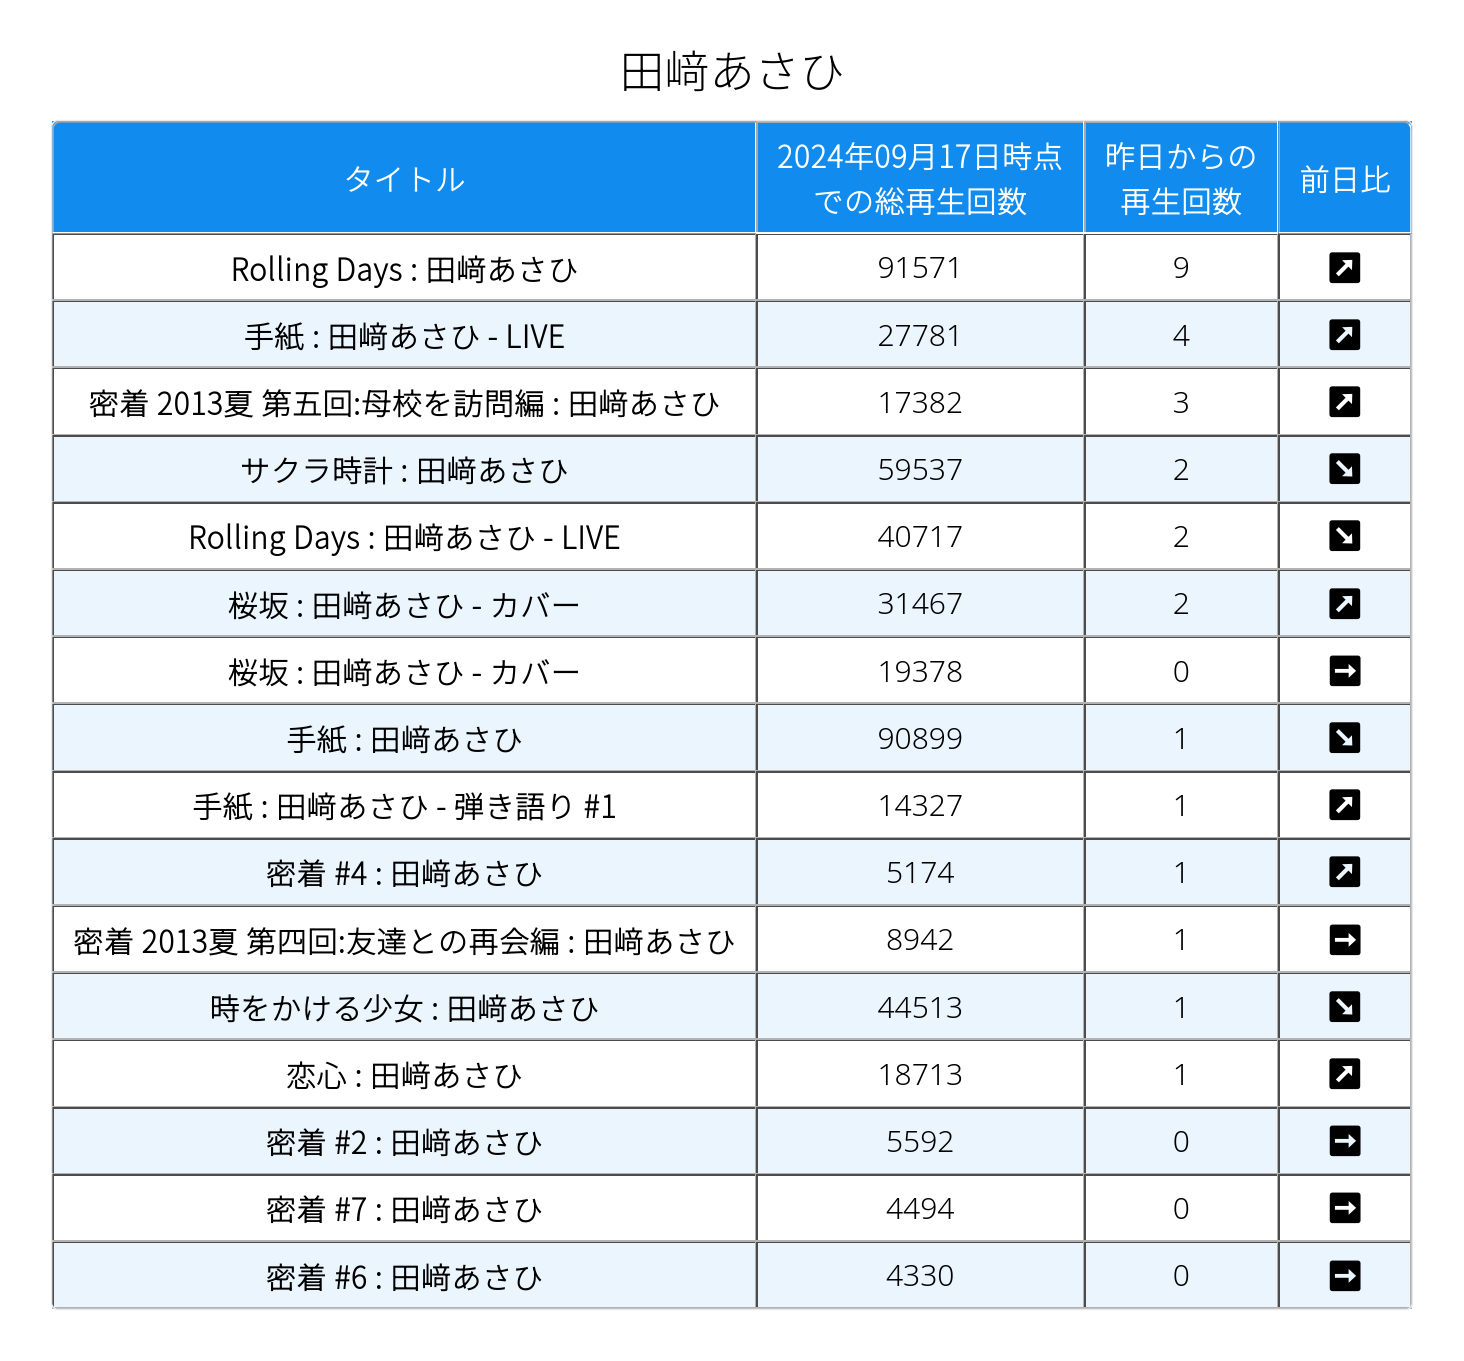 田﨑あさひ
タイトル
2024年09月17日時点
での総再生回数
昨日からの
再生回数
前日比
Rolling Days : 田﨑あさひ 91571 9 ↗
手紙 : 田﨑あさひ - LIVE 27781 4 ↗
密着 2013夏 第五回:母校を訪問編 : 田﨑あさひ 17382 3 ↗
サクラ時計 : 田﨑あさひ 59537 2 ↘
Rolling Days : 田﨑あさひ - LIVE 40717 2 ↘
桜坂 : 田﨑あさひ - カバー 31467 2 ↗
桜坂 : 田﨑あさひ - カバー 19378 0 →
手紙 : 田﨑あさひ 90899 1 ↘
手紙 : 田﨑あさひ - 弾き語り #1 14327 1 ↗
密着 #4 : 田﨑あさひ 5174 1 ↗
密着 2013夏 第四回:友達との再会編 : 田﨑あさひ 8942 1 →
時をかける少女 : 田﨑あさひ 44513 1 ↘
恋心 : 田﨑あさひ 18713 1 ↗
密着 #2 : 田﨑あさひ 5592 0 →
密着 #7 : 田﨑あさひ 4494 0 →
密着 #6 : 田﨑あさひ 4330 0 →